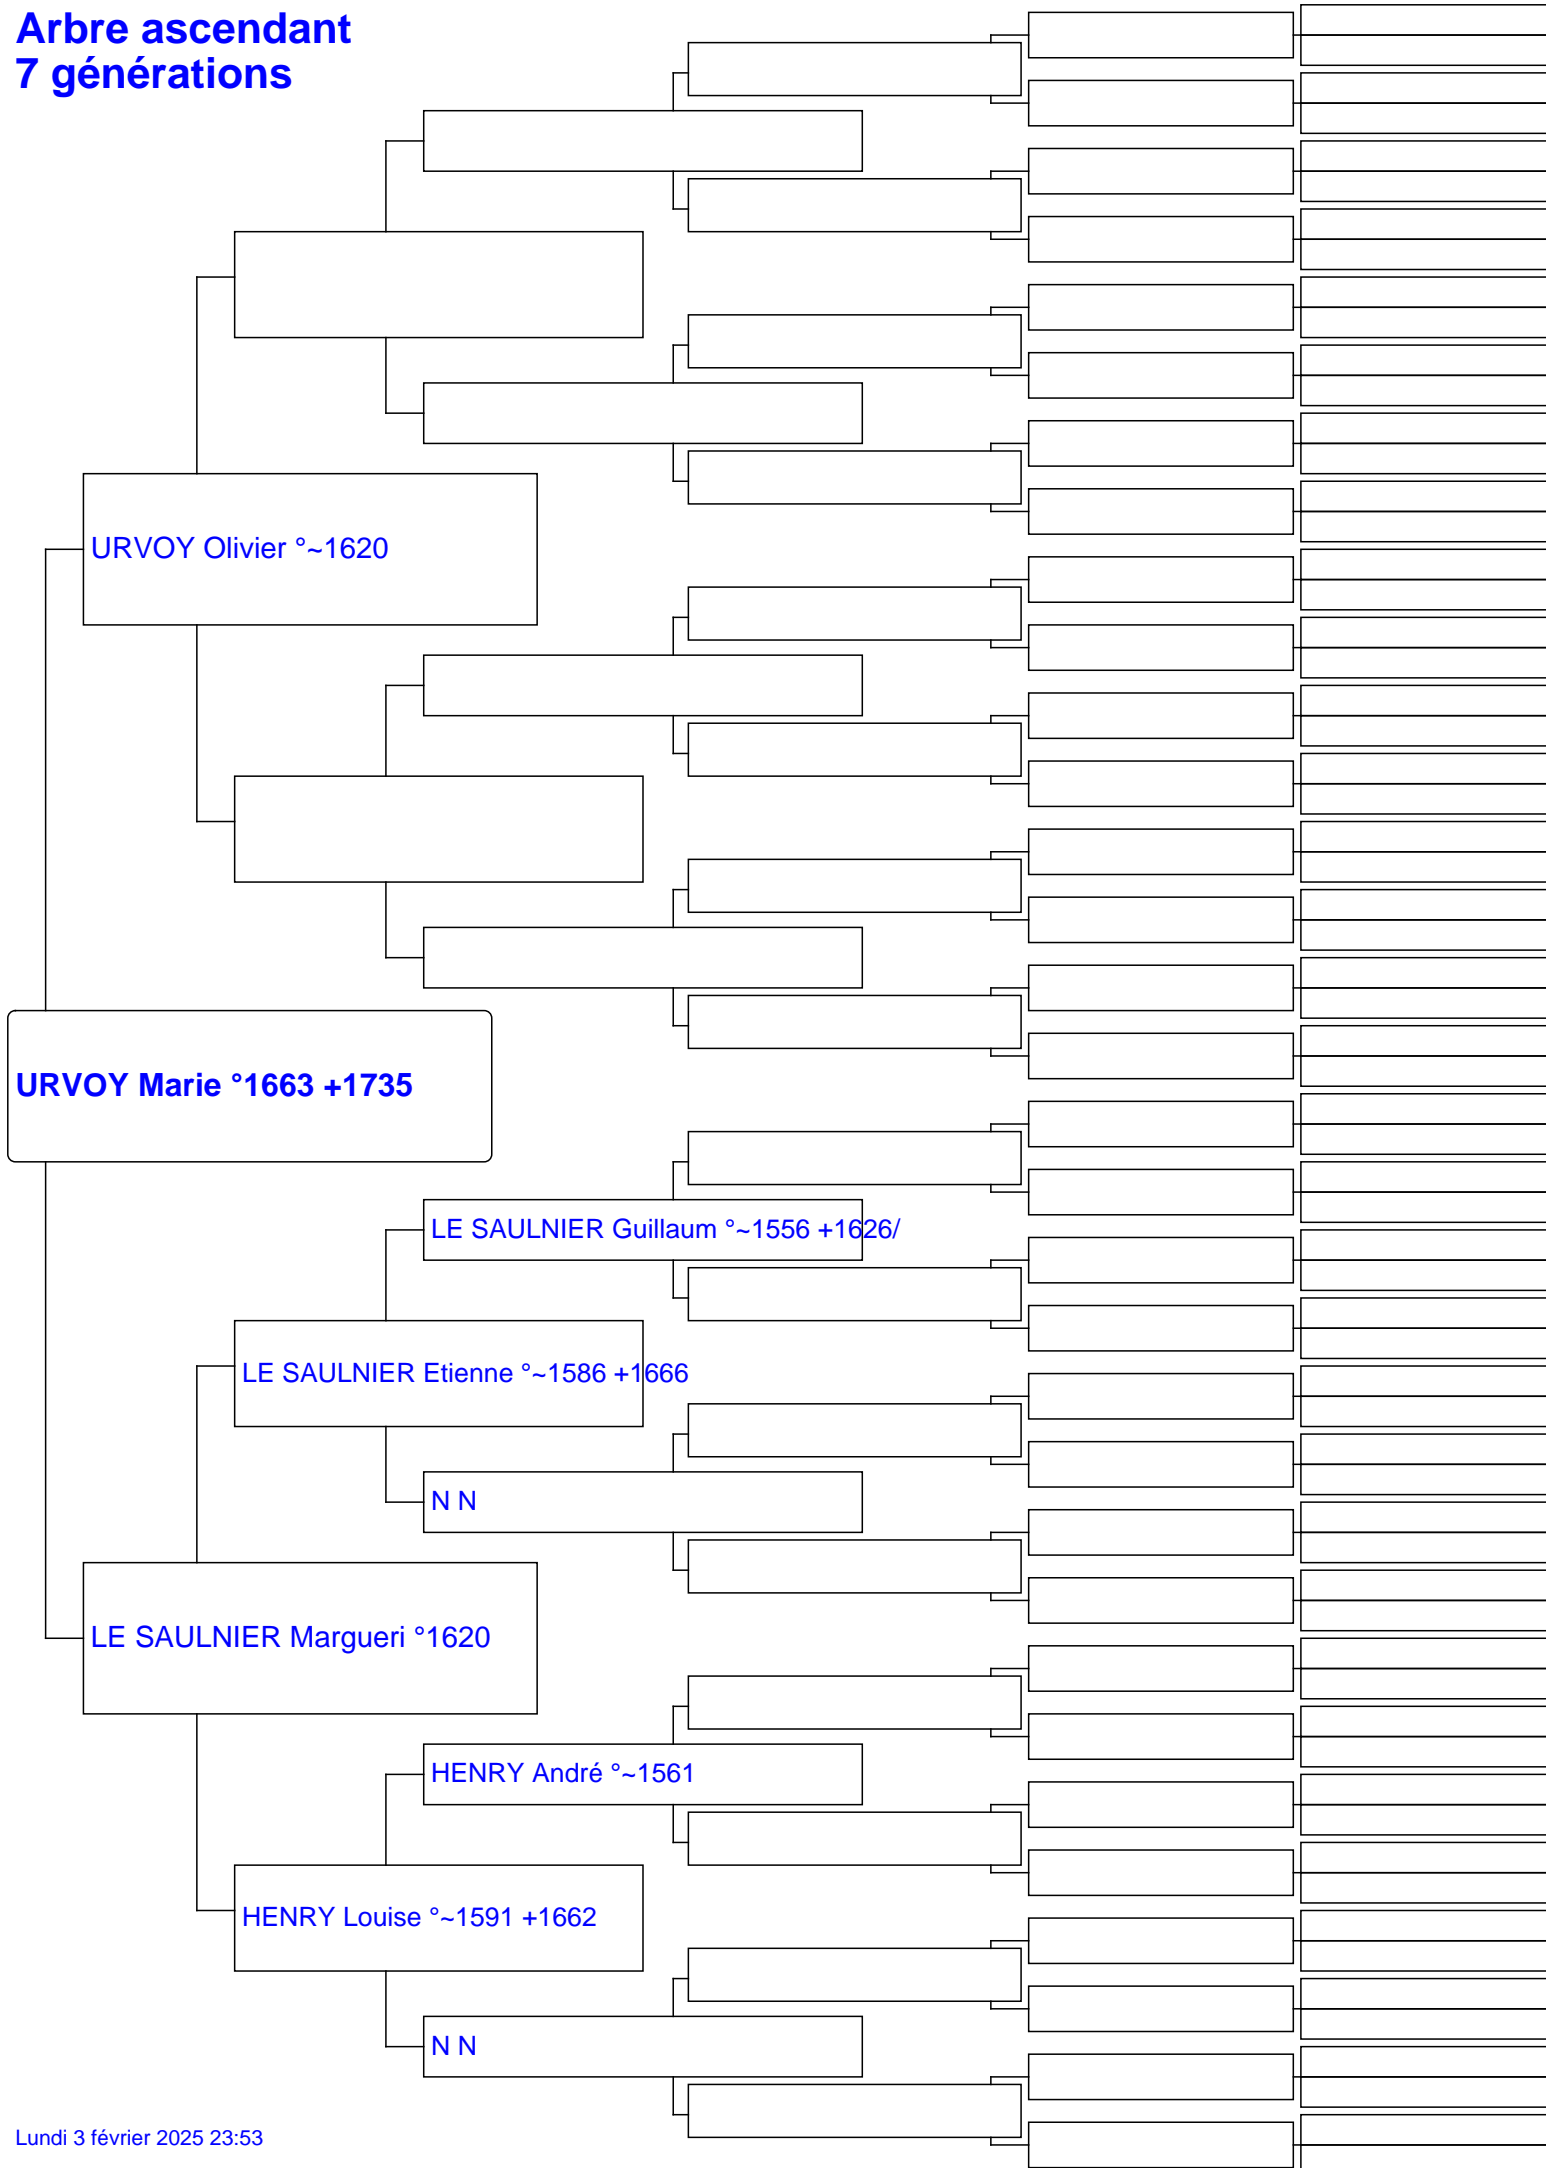 Arbre ascendant
7 générations
URVOY Olivier °~1620
URVOY Marie °1663 +1735
LE SAULNIER Guillaum °~1556 +1626/
LE SAULNIER Etienne °~1586 +1666
N N
LE SAULNIER Margueri °1620
HENRY André °~1561
HENRY Louise °~1591 +1662
N N
Lundi 3 février 2025 23:53